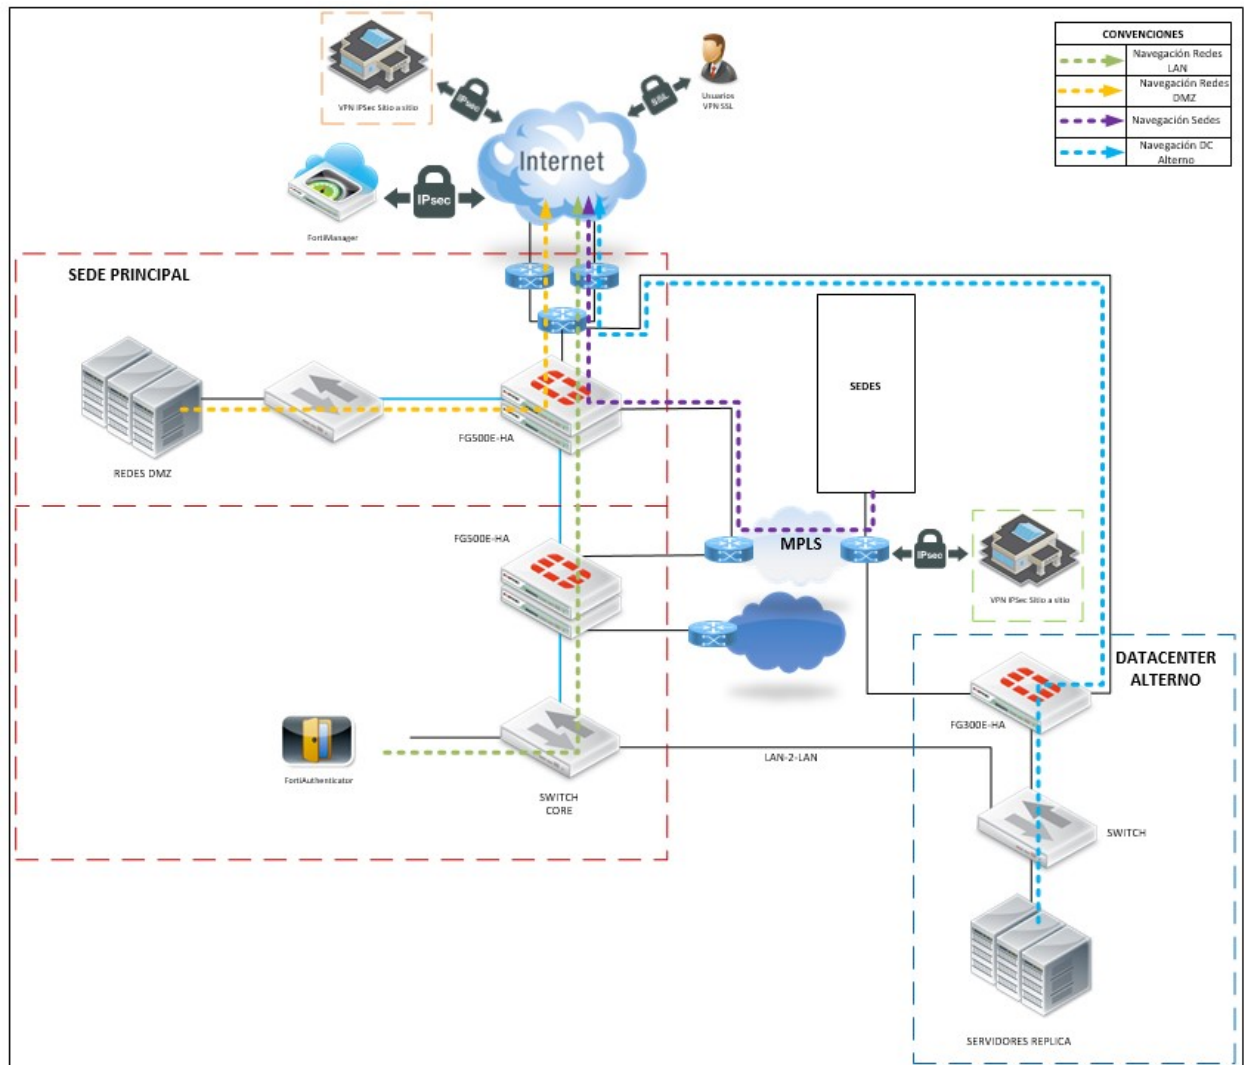 CONVENCIONES
Navegación Redes
LAN
Navegación Redes
DMZ
Navegación Sedes
Navegación DC
Alterno
VPN IPSec Sitio a sitio
IPsec
SSL
Usuarios
VPN SSL
Internet
IPsec
FortiManager
SEDE PRINCIPAL
SEDES
FG500E-HA
REDES DMZ
FG500E-HA
MPLS
IPsec
VPN IPSec Sitio a sitio
DATACENTER
ALTERNO
FG300E-HA
LAN-2-LAN
FortiAuthenticator
SWITCH
CORE
SWITCH
SERVIDORES REPLICA